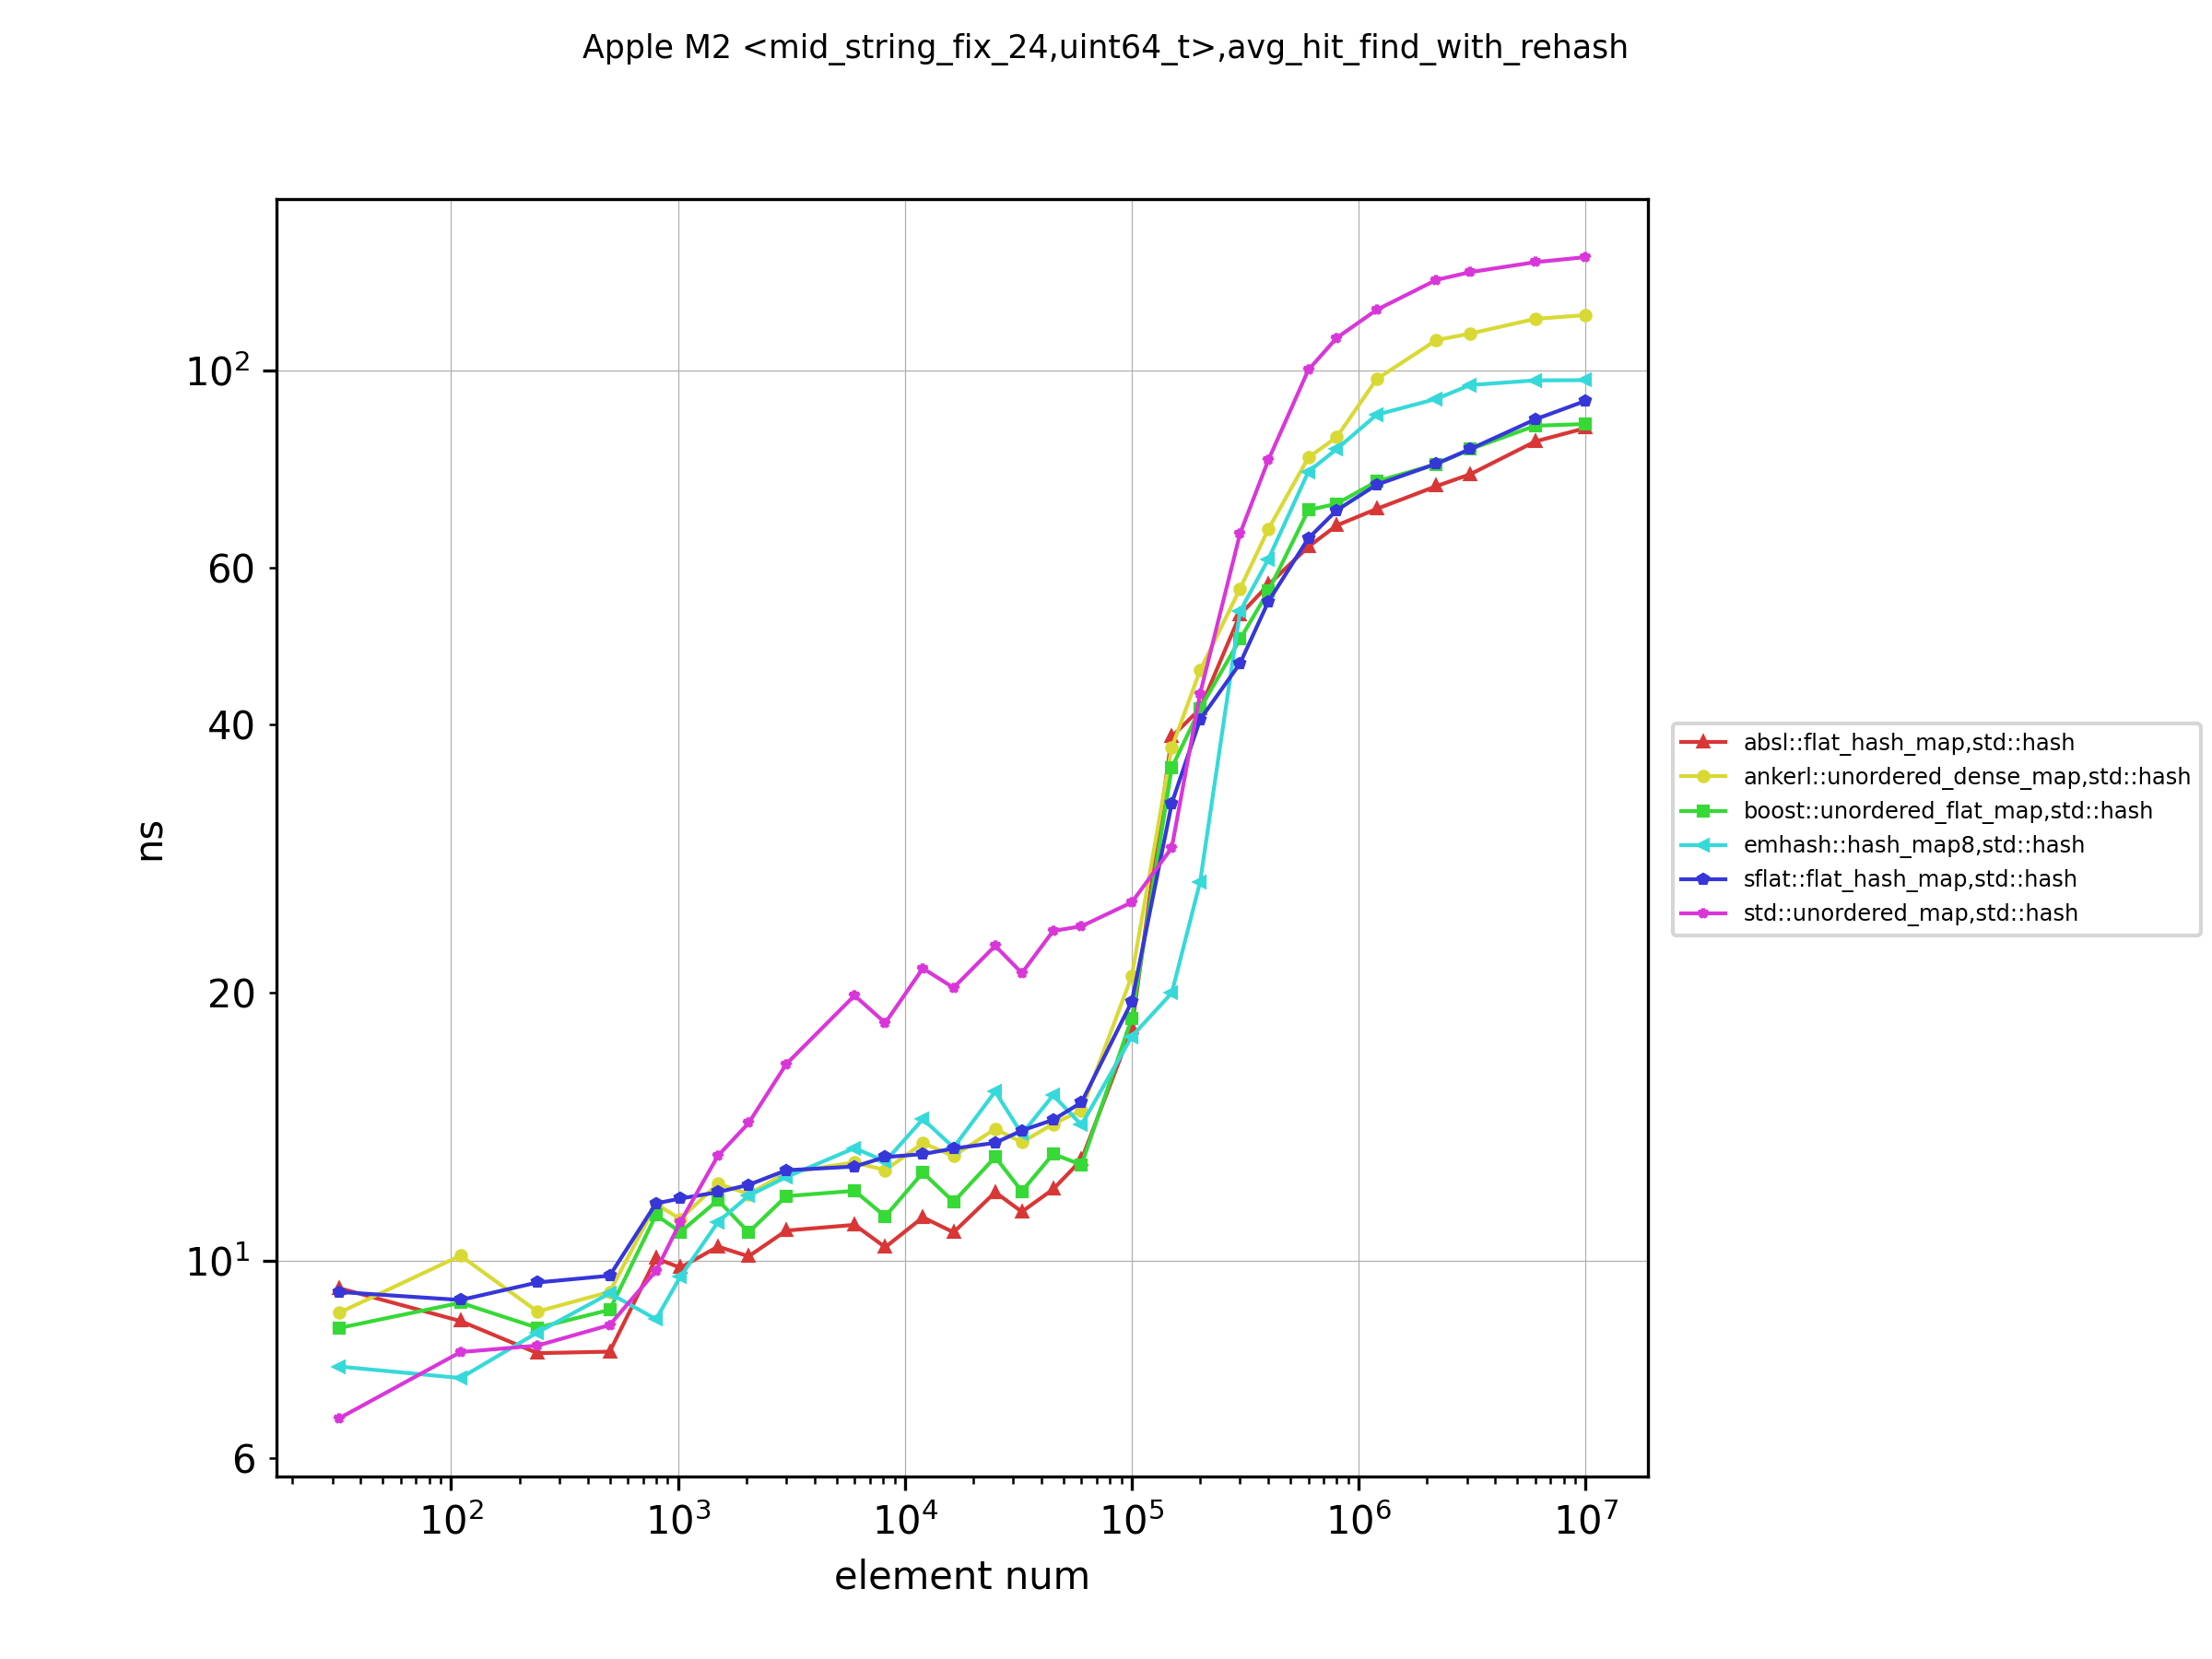 Apple M2 <mid_string_fix_24,uint64_t>,avg_hit_find_with_rehash
10²
60
40
20
10¹
6
ns
10² 10³ 10⁴ 10⁵ 10⁶ 10⁷
element num
absl::flat_hash_map,std::hash
ankerl::unordered_dense_map,std::hash
boost::unordered_flat_map,std::hash
emhash::hash_map8,std::hash
sflat::flat_hash_map,std::hash
std::unordered_map,std::hash